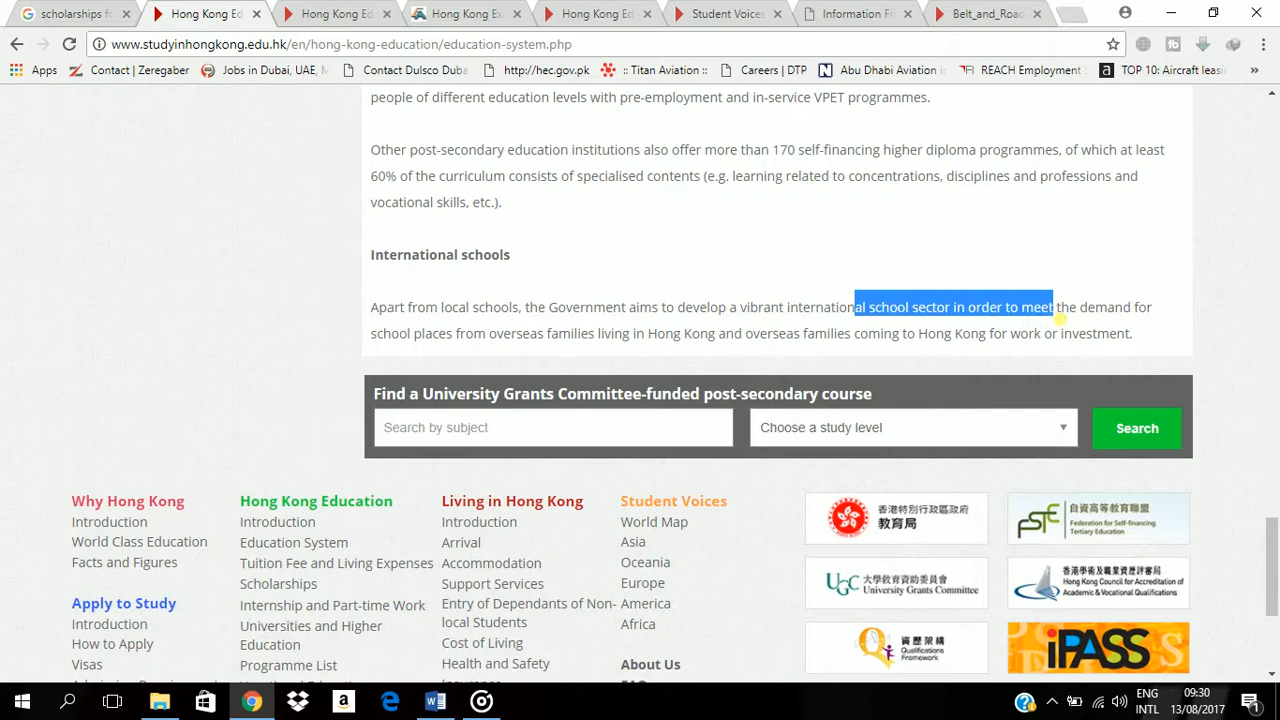 scholarships fo
Hong Kong Ed
Hong Kong Ed
Hong Kong Ex
Hong Kong Ed
Student Voices
Information Fr
Belt_and_Road
www.studyinhongkong.edu.hk/en/hong-kong-education/education-system.php
Apps
Contact | Zeregaber
Jobs in Dubai, UAE, M
Contact Dulsco Duba
http://hec.gov.pk
:: Titan Aviation ::
Careers | DTP
Abu Dhabi Aviation in
REACH Employment S
TOP 10: Aircraft leasi
people of different education levels with pre-employment and in-service VPET programmes.
Other post-secondary education institutions also offer more than 170 self-financing higher diploma programmes, of which at least
60% of the curriculum consists of specialised contents (e.g. learning related to concentrations, disciplines and professions and
vocational skills, etc.).
International schools
Apart from local schools, the Government aims to develop a vibrant international school sector in order to meet the demand for
school places from overseas families living in Hong Kong and overseas families coming to Hong Kong for work or investment.
Find a University Grants Committee-funded post-secondary course
Search by subject
Choose a study level
Search
Why Hong Kong
Introduction
World Class Education
Facts and Figures
Apply to Study
Introduction
How to Apply
Visas
Hong Kong Education
Introduction
Education System
Tuition Fee and Living Expenses
Scholarships
Internship and Part-time Work
Universities and Higher
Education
Programme List
Living in Hong Kong
Introduction
Arrival
Accommodation
Support Services
Entry of Dependants of Non-
local Students
Cost of Living
Health and Safety
Insurance
Student Voices
World Map
Asia
Oceania
Europe
America
Africa
About Us
FAQ
香港特別行政區政府
教育局
自資高等教育聯盟
Federation for Self-financing
Tertiary Education
UGC
大學教育資助委員會
University Grants Committee
香港學術及職業資歷評審局
Hong Kong Council for Accreditation of
Academic & Vocational Qualifications
資歷架構
Qualifications
Framework
iPASS
ENG
INTL
09:30
13/08/2017